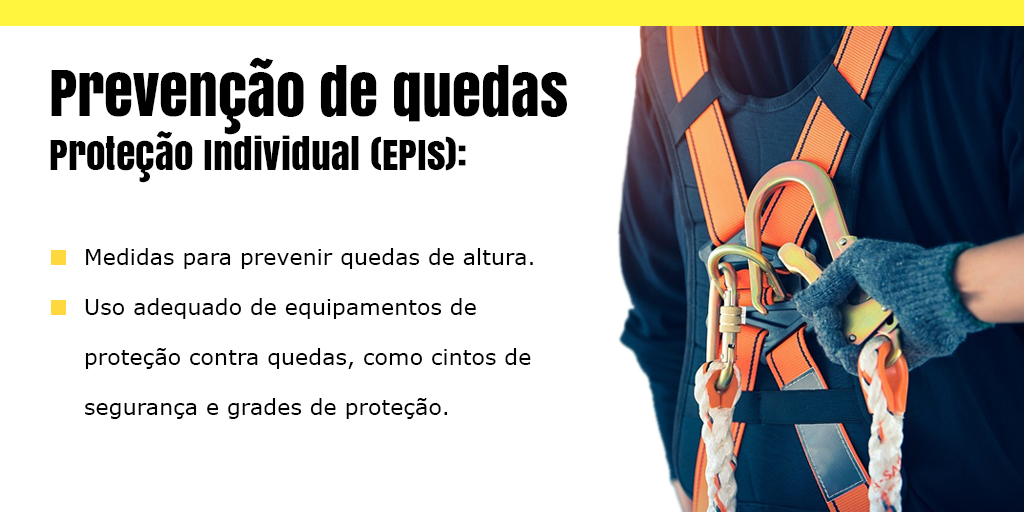 Prevenção de quedas
Proteção Individual (EPIs):
Medidas para prevenir quedas de altura.
Uso adequado de equipamentos de
proteção contra quedas, como cintos de
segurança e grades de proteção.